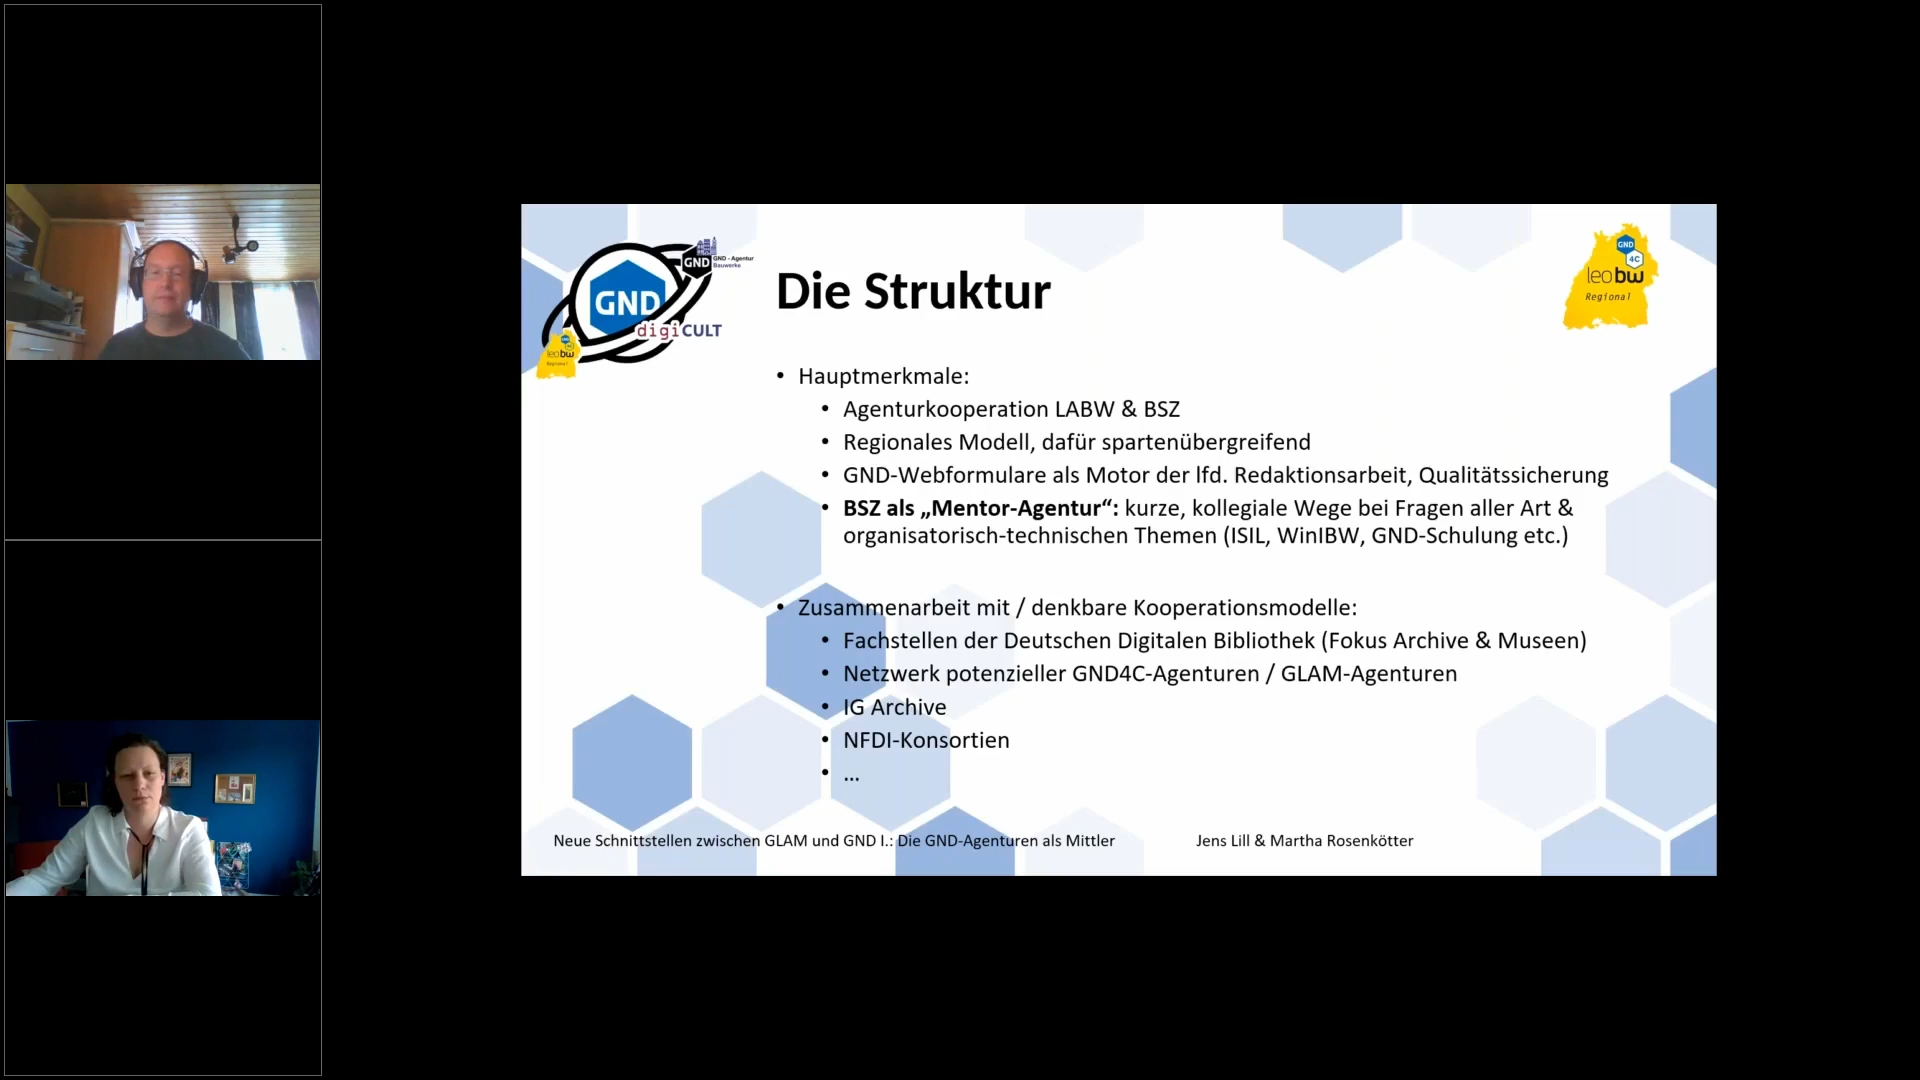 GND
GND - Agentur
Bauwerke
GND
digiCULT
leobw
Regional
Die Struktur
GND
4C
leobw
Regional
• Hauptmerkmale:
• Agenturkooperation LABW & BSZ
• Regionales Modell, dafür spartenübergreifend
• GND-Webformulare als Motor der lfd. Redaktionsarbeit, Qualitätssicherung
• BSZ als „Mentor-Agentur“: kurze, kollegiale Wege bei Fragen aller Art &
organisatorisch-technischen Themen (ISIL, WinIBW, GND-Schulung etc.)
• Zusammenarbeit mit / denkbare Kooperationsmodelle:
• Fachstellen der Deutschen Digitalen Bibliothek (Fokus Archive & Museen)
• Netzwerk potenzieller GND4C-Agenturen / GLAM-Agenturen
• IG Archive
• NFDI-Konsortien
• ...
Neue Schnittstellen zwischen GLAM und GND I.: Die GND-Agenturen als Mittler
Jens Lill & Martha Rosenkötter